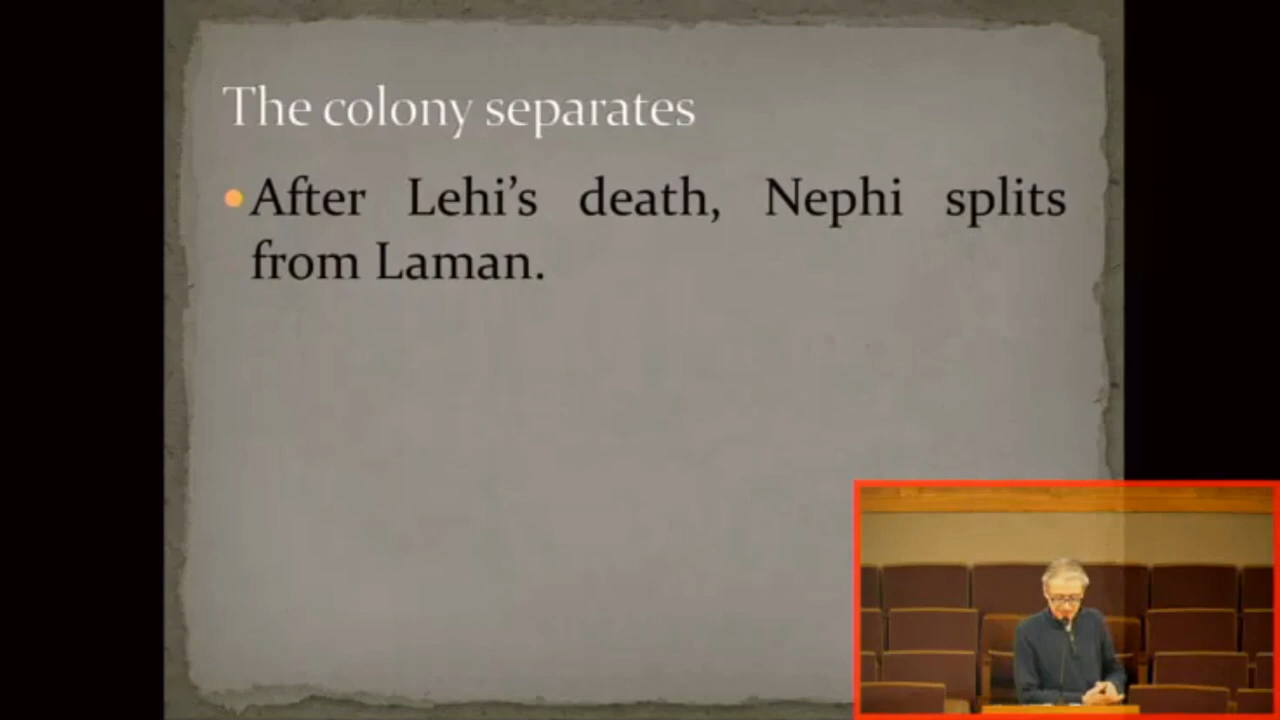 The colony separates
After Lehi’s death, Nephi splits
from Laman.